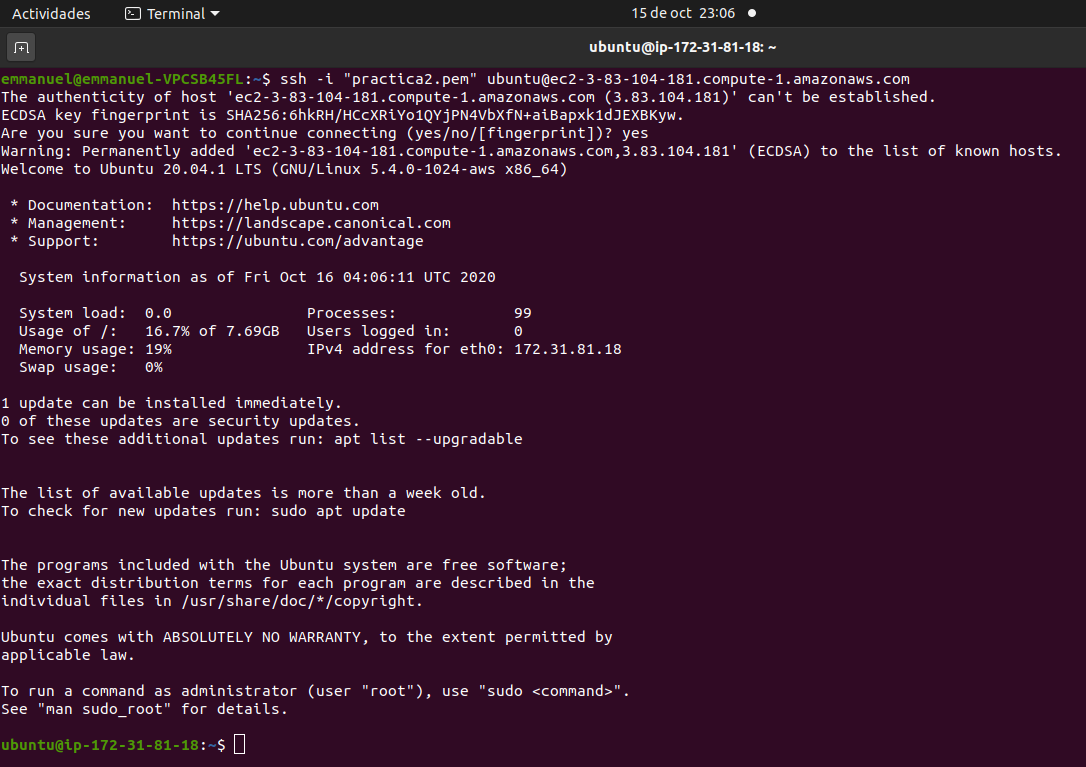 Actividades Terminal 15 de oct 23:06
ubuntu@ip-172-31-81-18: ~
emmanuel@emmanuel-VPCSB45FL:~$ ssh -i "practica2.pem" ubuntu@ec2-3-83-104-181.compute-1.amazonaws.com
The authenticity of host 'ec2-3-83-104-181.compute-1.amazonaws.com (3.83.104.181)' can't be established.
ECDSA key fingerprint is SHA256:6hkRH/HCcXRiYo1QYjPN4VbXfN+aiBapxk1dJEXBKyw.
Are you sure you want to continue connecting (yes/no/[fingerprint])? yes
Warning: Permanently added 'ec2-3-83-104-181.compute-1.amazonaws.com,3.83.104.181' (ECDSA) to the list of known hosts.
Welcome to Ubuntu 20.04.1 LTS (GNU/Linux 5.4.0-1024-aws x86_64)

 * Documentation:  https://help.ubuntu.com
 * Management:     https://landscape.canonical.com
 * Support:        https://ubuntu.com/advantage

  System information as of Fri Oct 16 04:06:11 UTC 2020

  System load:  0.0               Processes:             99
  Usage of /:   16.7% of 7.69GB   Users logged in:       0
  Memory usage: 19%               IPv4 address for eth0: 172.31.81.18
  Swap usage:   0%

1 update can be installed immediately.
0 of these updates are security updates.
To see these additional updates run: apt list --upgradable

The list of available updates is more than a week old.
To check for new updates run: sudo apt update

The programs included with the Ubuntu system are free software;
the exact distribution terms for each program are described in the
individual files in /usr/share/doc/*/copyright.

Ubuntu comes with ABSOLUTELY NO WARRANTY, to the extent permitted by
applicable law.

To run a command as administrator (user "root"), use "sudo <command>".
See "man sudo_root" for details.

ubuntu@ip-172-31-81-18:~$